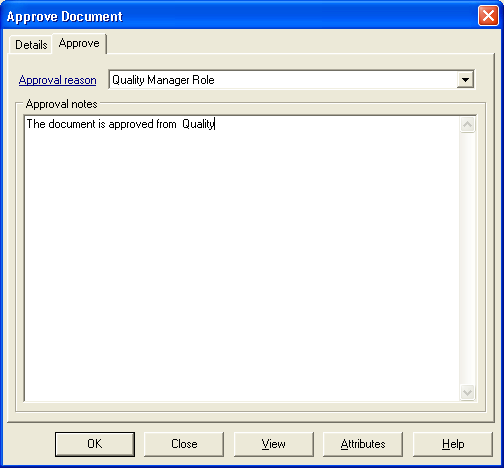 Approve Document
Details Approve
Approval reason Quality Manager Role
Approval notes
The document is approved from  Quality
OK Close View Attributes Help